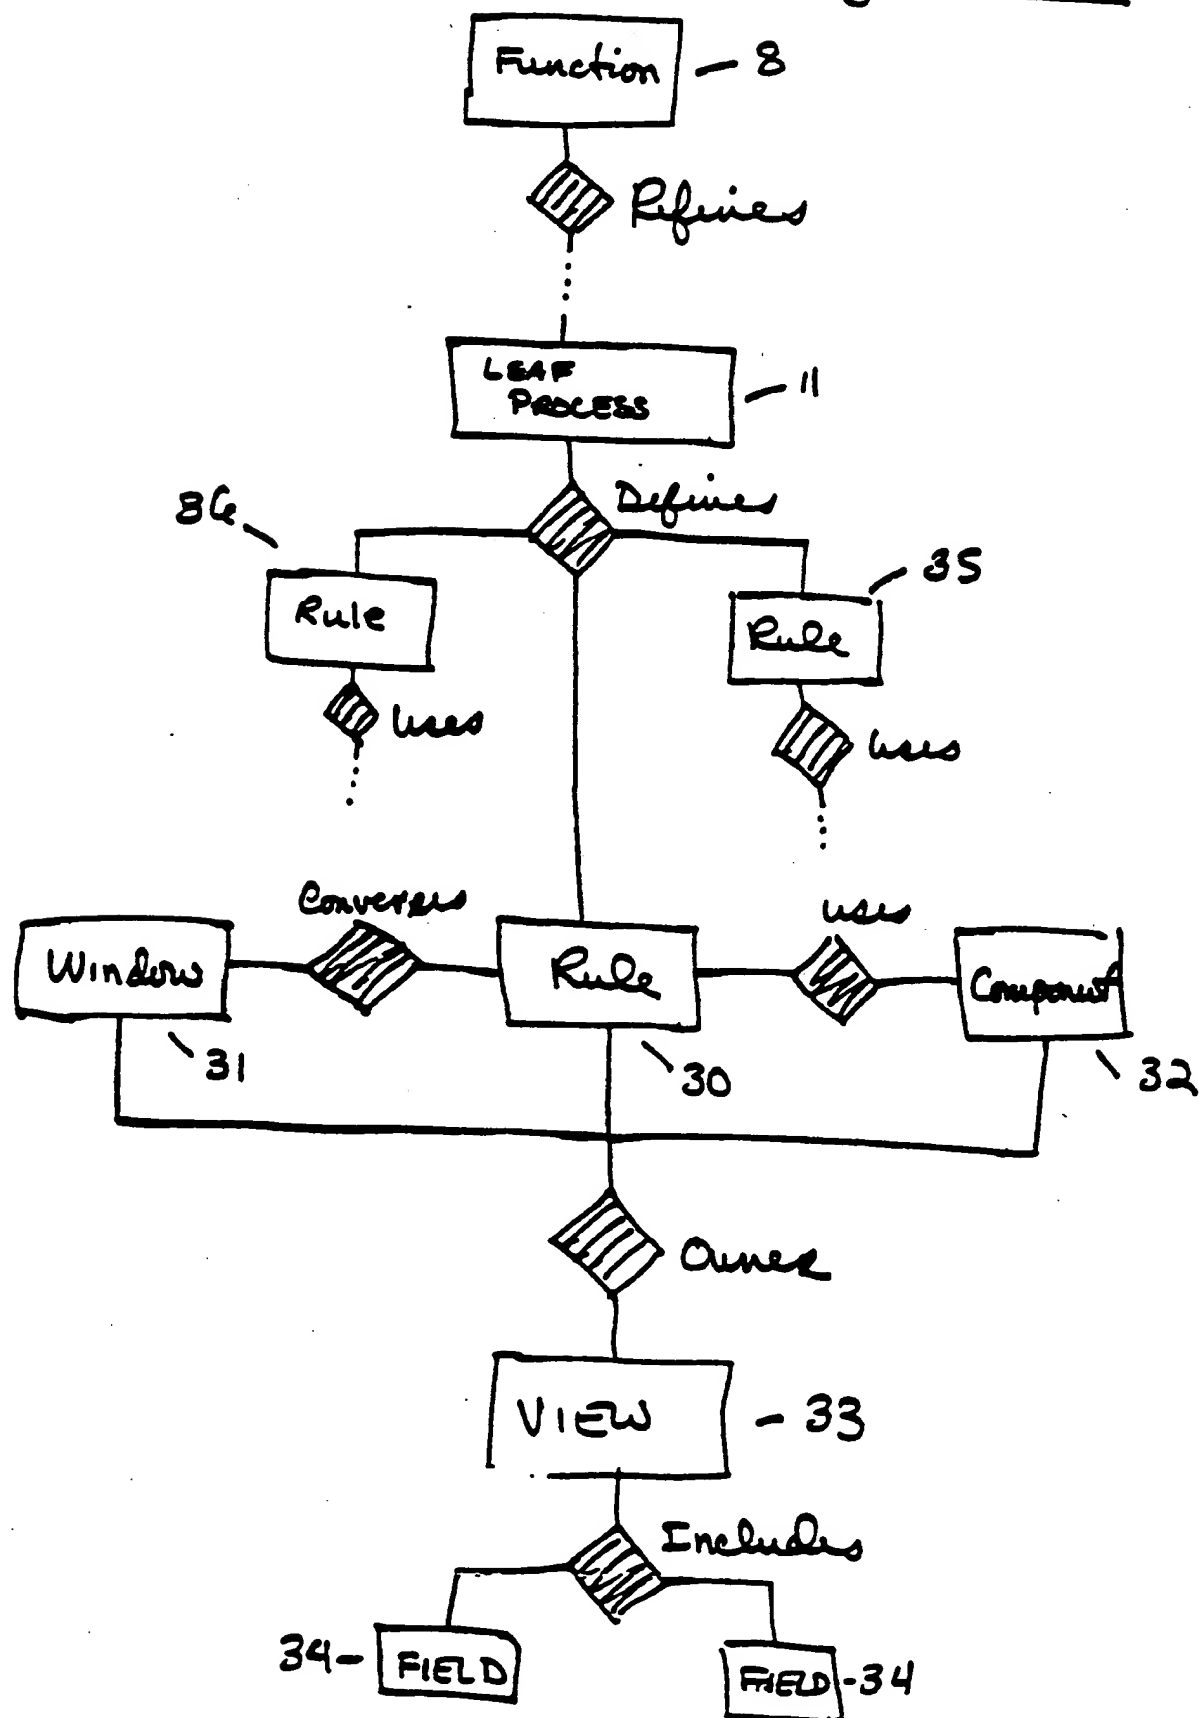 Function
8
Refines
LEAF
PROCESS
11
Defines
Rule
35
Rule
uses
uses
Converses
uses
Window
Rule
Component
31
30
32
Owner
VIEW
33
Includes
34
FIELD
FIELD
34